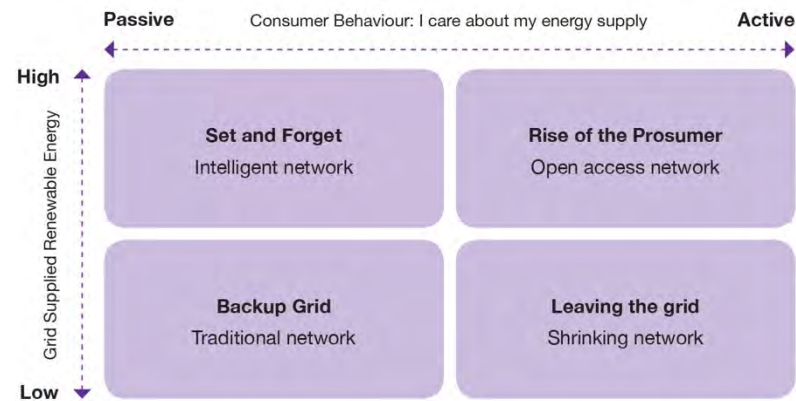 Passive
Consumer Behaviour: I care about my energy supply
Active
High
Grid Supplied Renewable Energy
Set and Forget
Intelligent network
Rise of the Prosumer
Open access network
Backup Grid
Traditional network
Leaving the grid
Shrinking network
Low